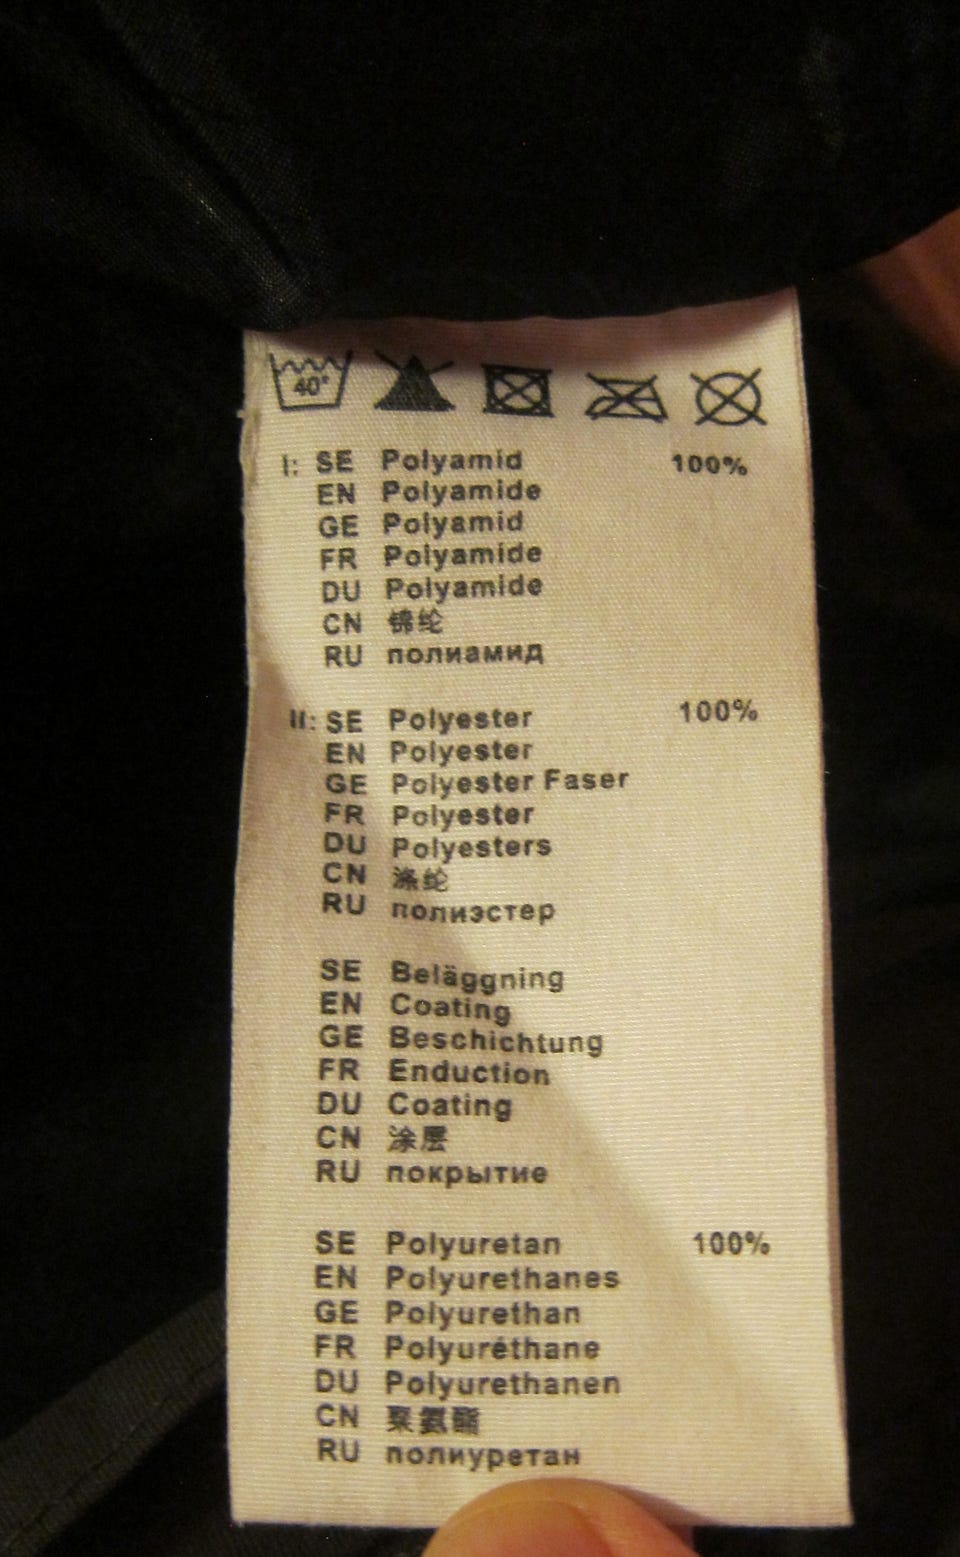 40°
I: SE Polyamid 100%
EN Polyamide
GE Polyamid
FR Polyamide
DU Polyamide
CN 锦纶
RU полиамид
II: SE Polyester 100%
EN Polyester
GE Polyester Faser
FR Polyester
DU Polyesters
CN 涤纶
RU полиэстер
SE Beläggning
EN Coating
GE Beschichtung
FR Enduction
DU Coating
CN 涂层
RU покрытие
SE Polyuretan 100%
EN Polyurethanes
GE Polyurethan
FR Polyuréthane
DU Polyurethanen
CN 聚氨酯
RU полиуретан